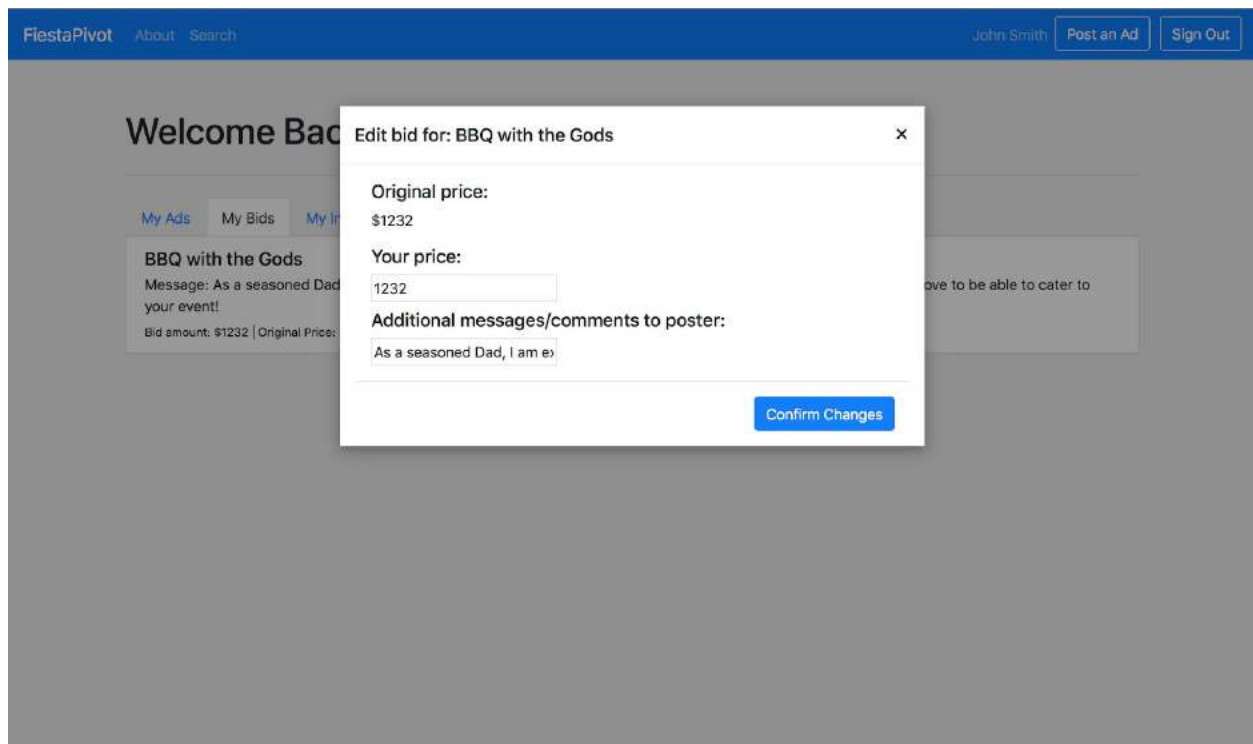 FiestaPivot About Search John Smith Post an Ad Sign Out
Welcome Bac
Edit bid for: BBQ with the Gods ×
Original price:
$1232
My Ads My Bids My
Your price:
1232
BBQ with the Gods
Message: As a seasoned Dad ove to be able to cater to
your event!
Bid amount: $1232 | Original Price:
Additional messages/comments to poster:
As a seasoned Dad, I am ex
Confirm Changes